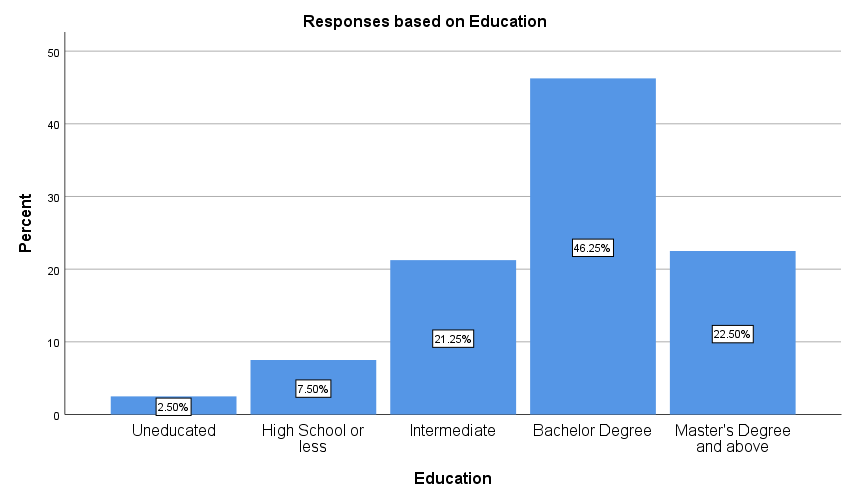 Responses based on Education
Percent
50
40
30
20
10
0
2.50%
7.50%
21.25%
46.25%
22.50%
Uneducated
High School or
less
Intermediate
Bachelor Degree
Master's Degree
and above
Education